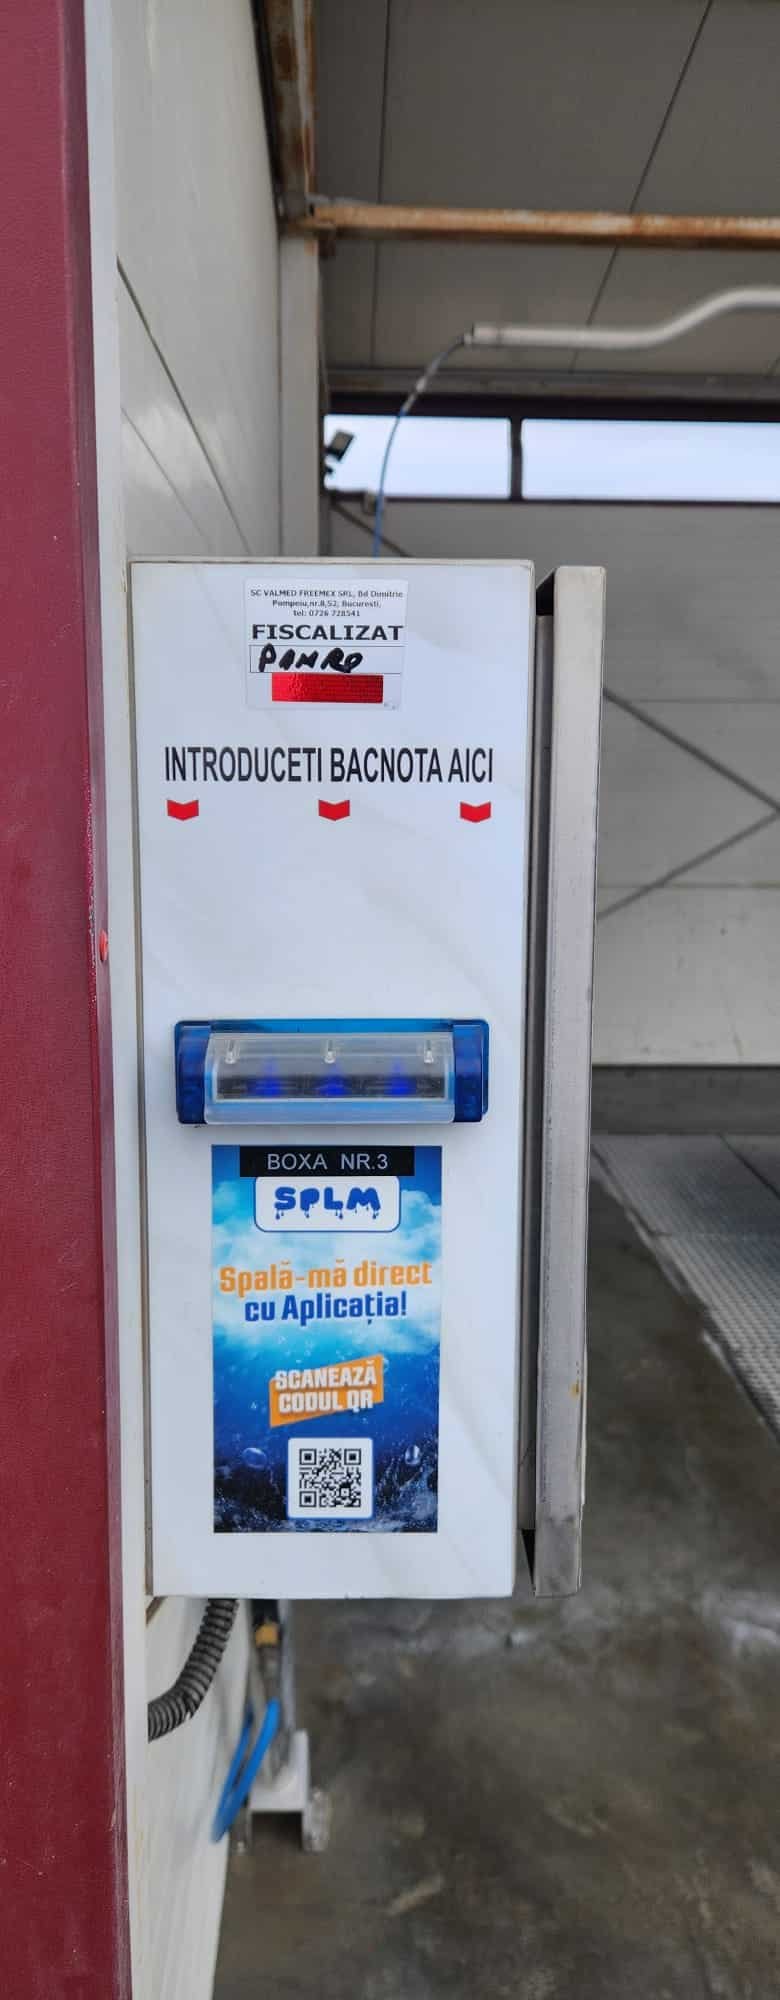 SC VALMED FREEMEX SRL, Bd Dimitrie
Pompeiu,nr.8,52, Bucuresti,
tel: 0726 728541
FISCALIZAT
PANRO
INTRODUCETI BACNOTA AICI
BOXA NR.3
SPLM
Spală-mă direct
cu Aplicația!
SCANEAZĂ
CODUL QR